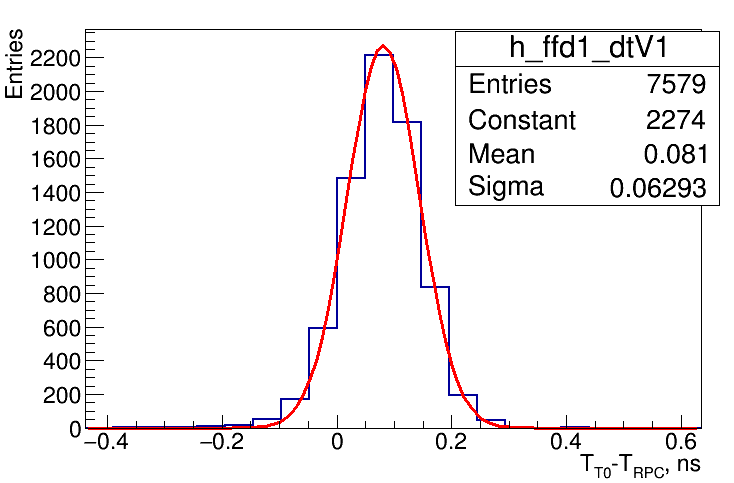 h_ffd1_dtV1
Entries 7579
Constant 2274
Mean 0.081
Sigma 0.06293
Entries
2200
2000
1800
1600
1400
1200
1000
800
600
400
200
0
−0.4 −0.2 0 0.2 0.4 0.6
T_T0-T_RPC, ns